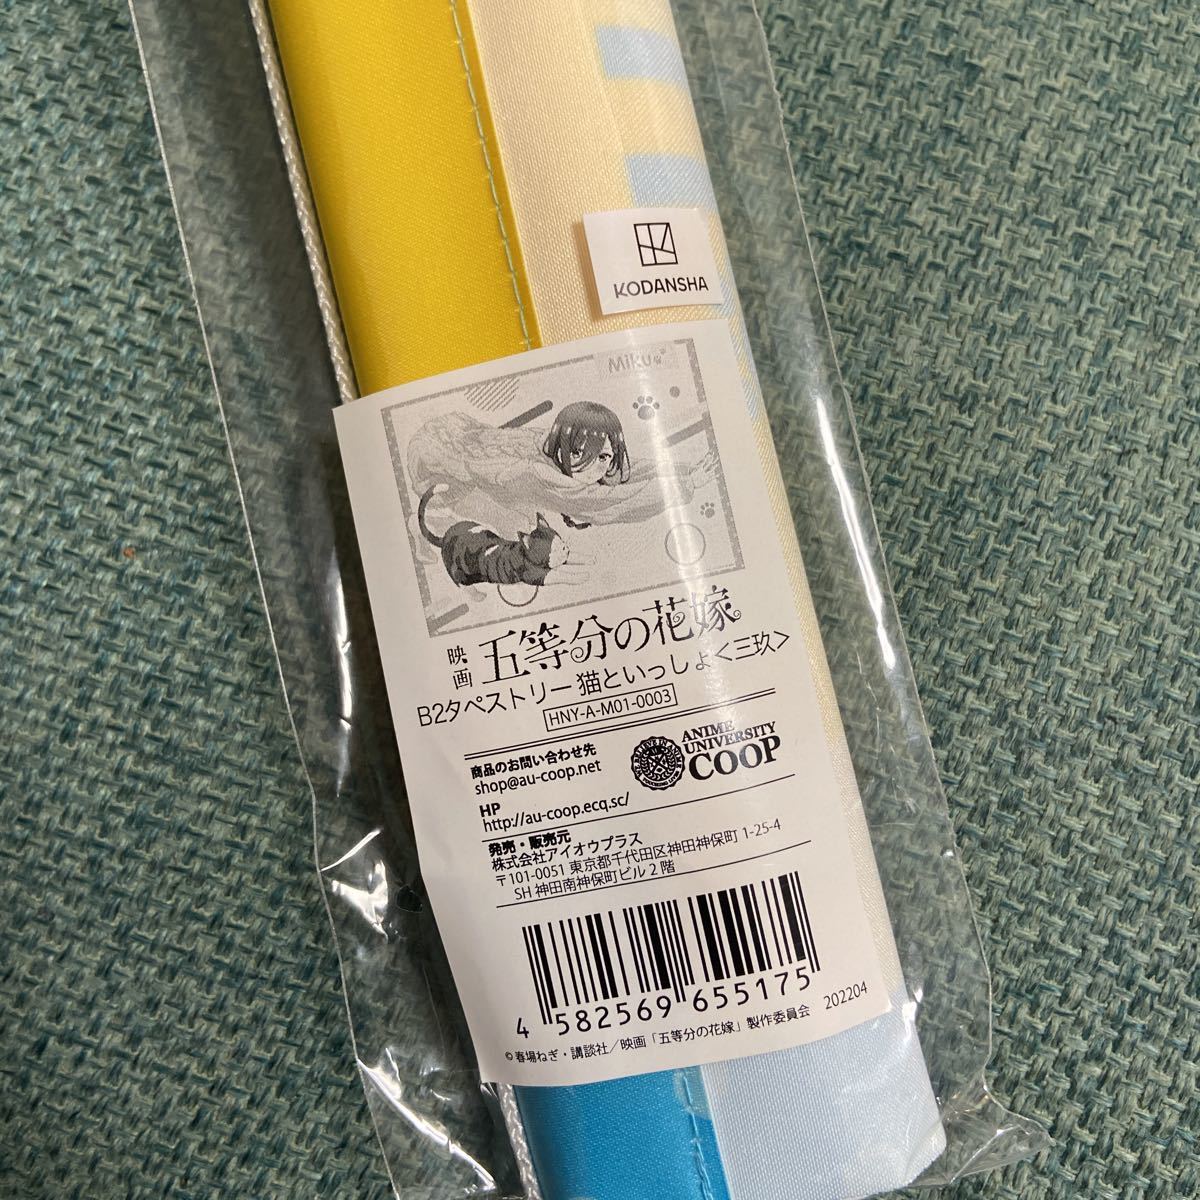 KODANSHA
Miku
映画 五等分の花嫁
B2タペストリー 猫といっしょ<三玖>
HNY-A-M01-0003
商品のお問い合わせ先
shop@au-coop.net
HP
http://au-coop.ecq.sc/
ANIME
UNIVERSITY
COOP
発売・販売元
株式会社アイオウプラス
〒101-0051 東京都千代田区神田神保町 1-25-4
SH 神田南神保町ビル 2 階
4 582569 655175
©春場ねぎ・講談社／映画「五等分の花嫁」製作委員会 202204